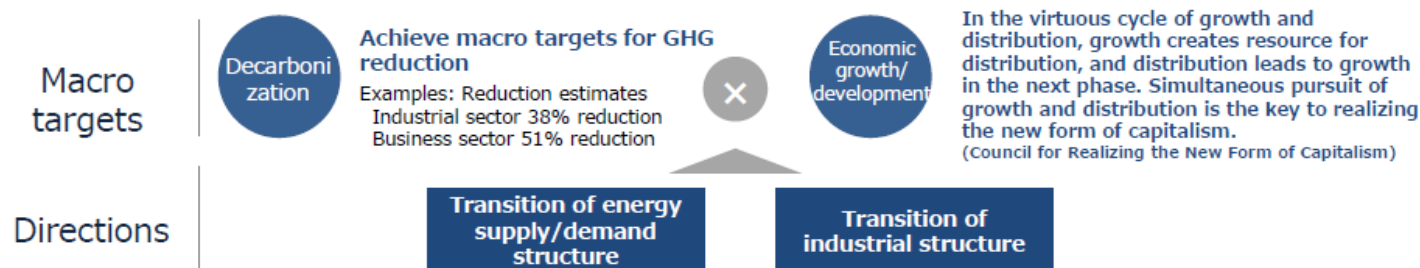 Macro
targets
Decarboni
zation
Achieve macro targets for GHG
reduction
Examples: Reduction estimates
Industrial sector 38% reduction
Business sector 51% reduction
×
Economic
growth/
development
In the virtuous cycle of growth and
distribution, growth creates resource for
distribution, and distribution leads to growth
in the next phase. Simultaneous pursuit of
growth and distribution is the key to realizing
the new form of capitalism.
(Council for Realizing the New Form of Capitalism)
Directions
Transition of energy
supply/demand
structure
Transition of
industrial structure